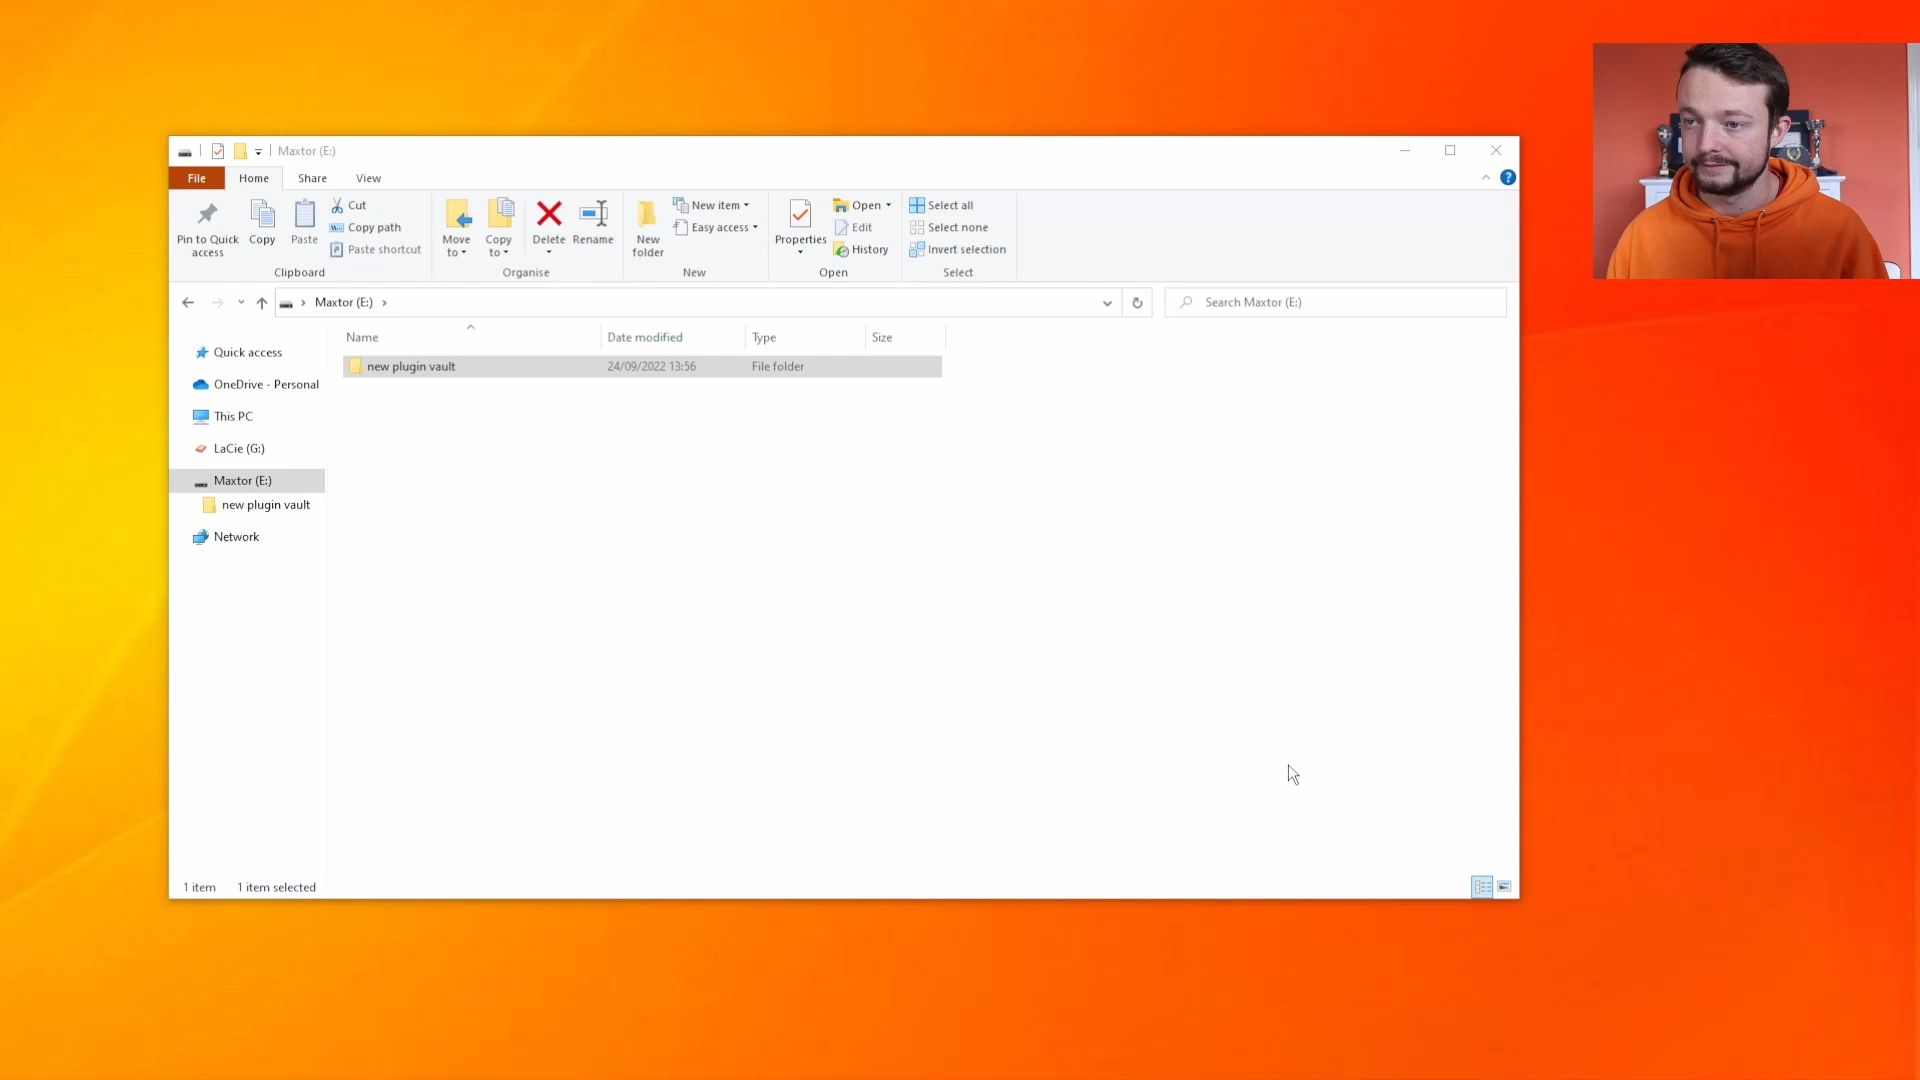 Maxtor (E:)
File Home Share View
Pin to Quick access
Copy
Paste
Cut
Copy path
Paste shortcut
Clipboard
Move to
Copy to
Delete
Rename
Organise
New folder
New item
Easy access
New
Properties
Open
Edit
History
Open
Select all
Select none
Invert selection
Select
Maxtor (E:)
Search Maxtor (E:)
Quick access
OneDrive - Personal
This PC
LaCie (G:)
Maxtor (E:)
new plugin vault
Network
Name Date modified Type Size
new plugin vault 24/09/2022 13:56 File folder
1 item 1 item selected